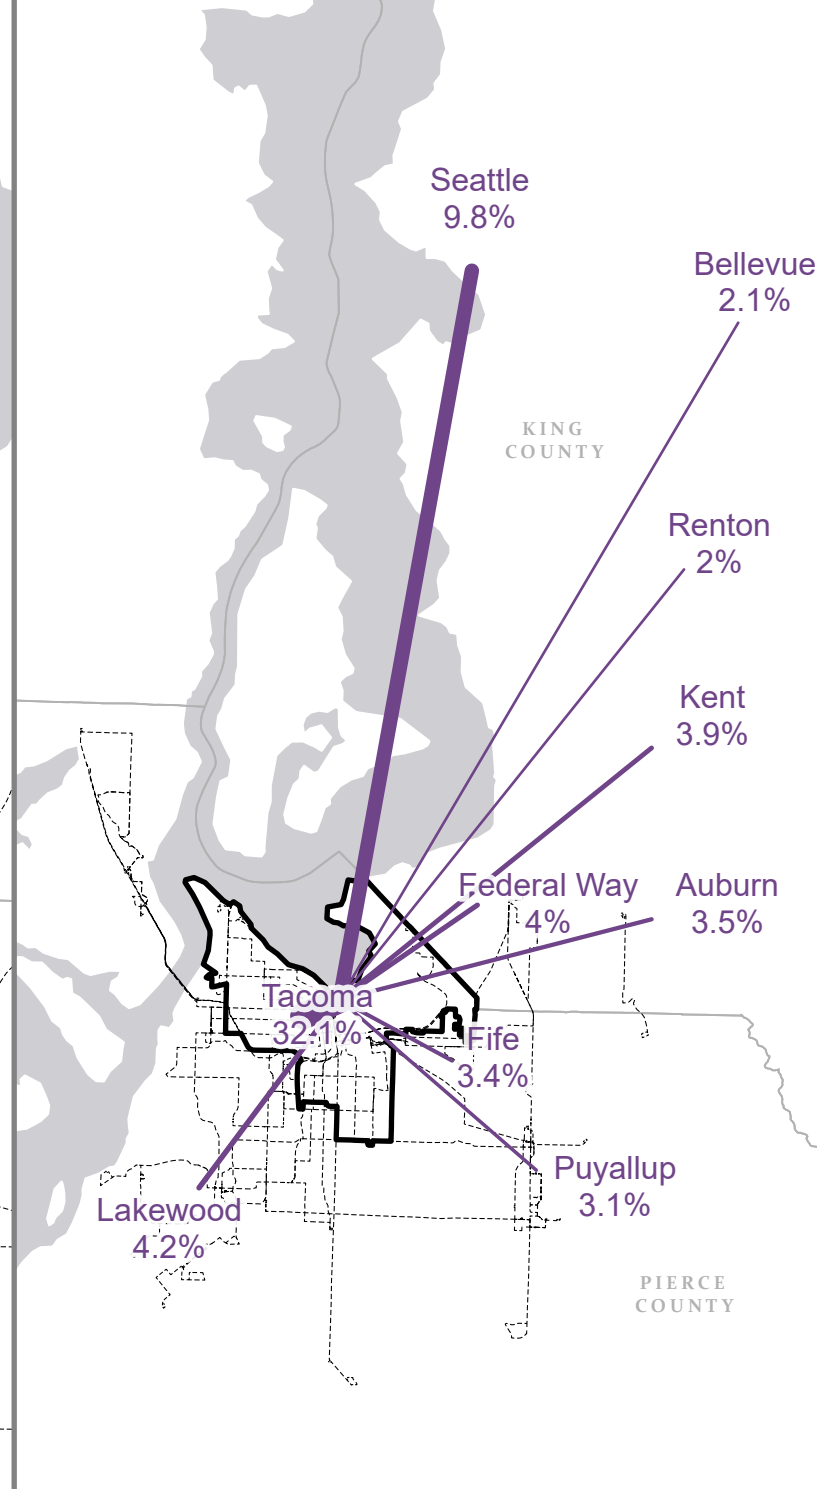 Seattle
9.8%
Bellevue
2.1%
KING
COUNTY
Renton
2%
Kent
3.9%
Federal Way
4%
Auburn
3.5%
Tacoma
32.1%
Fife
3.4%
Puyallup
3.1%
Lakewood
4.2%
PIERCE
COUNTY